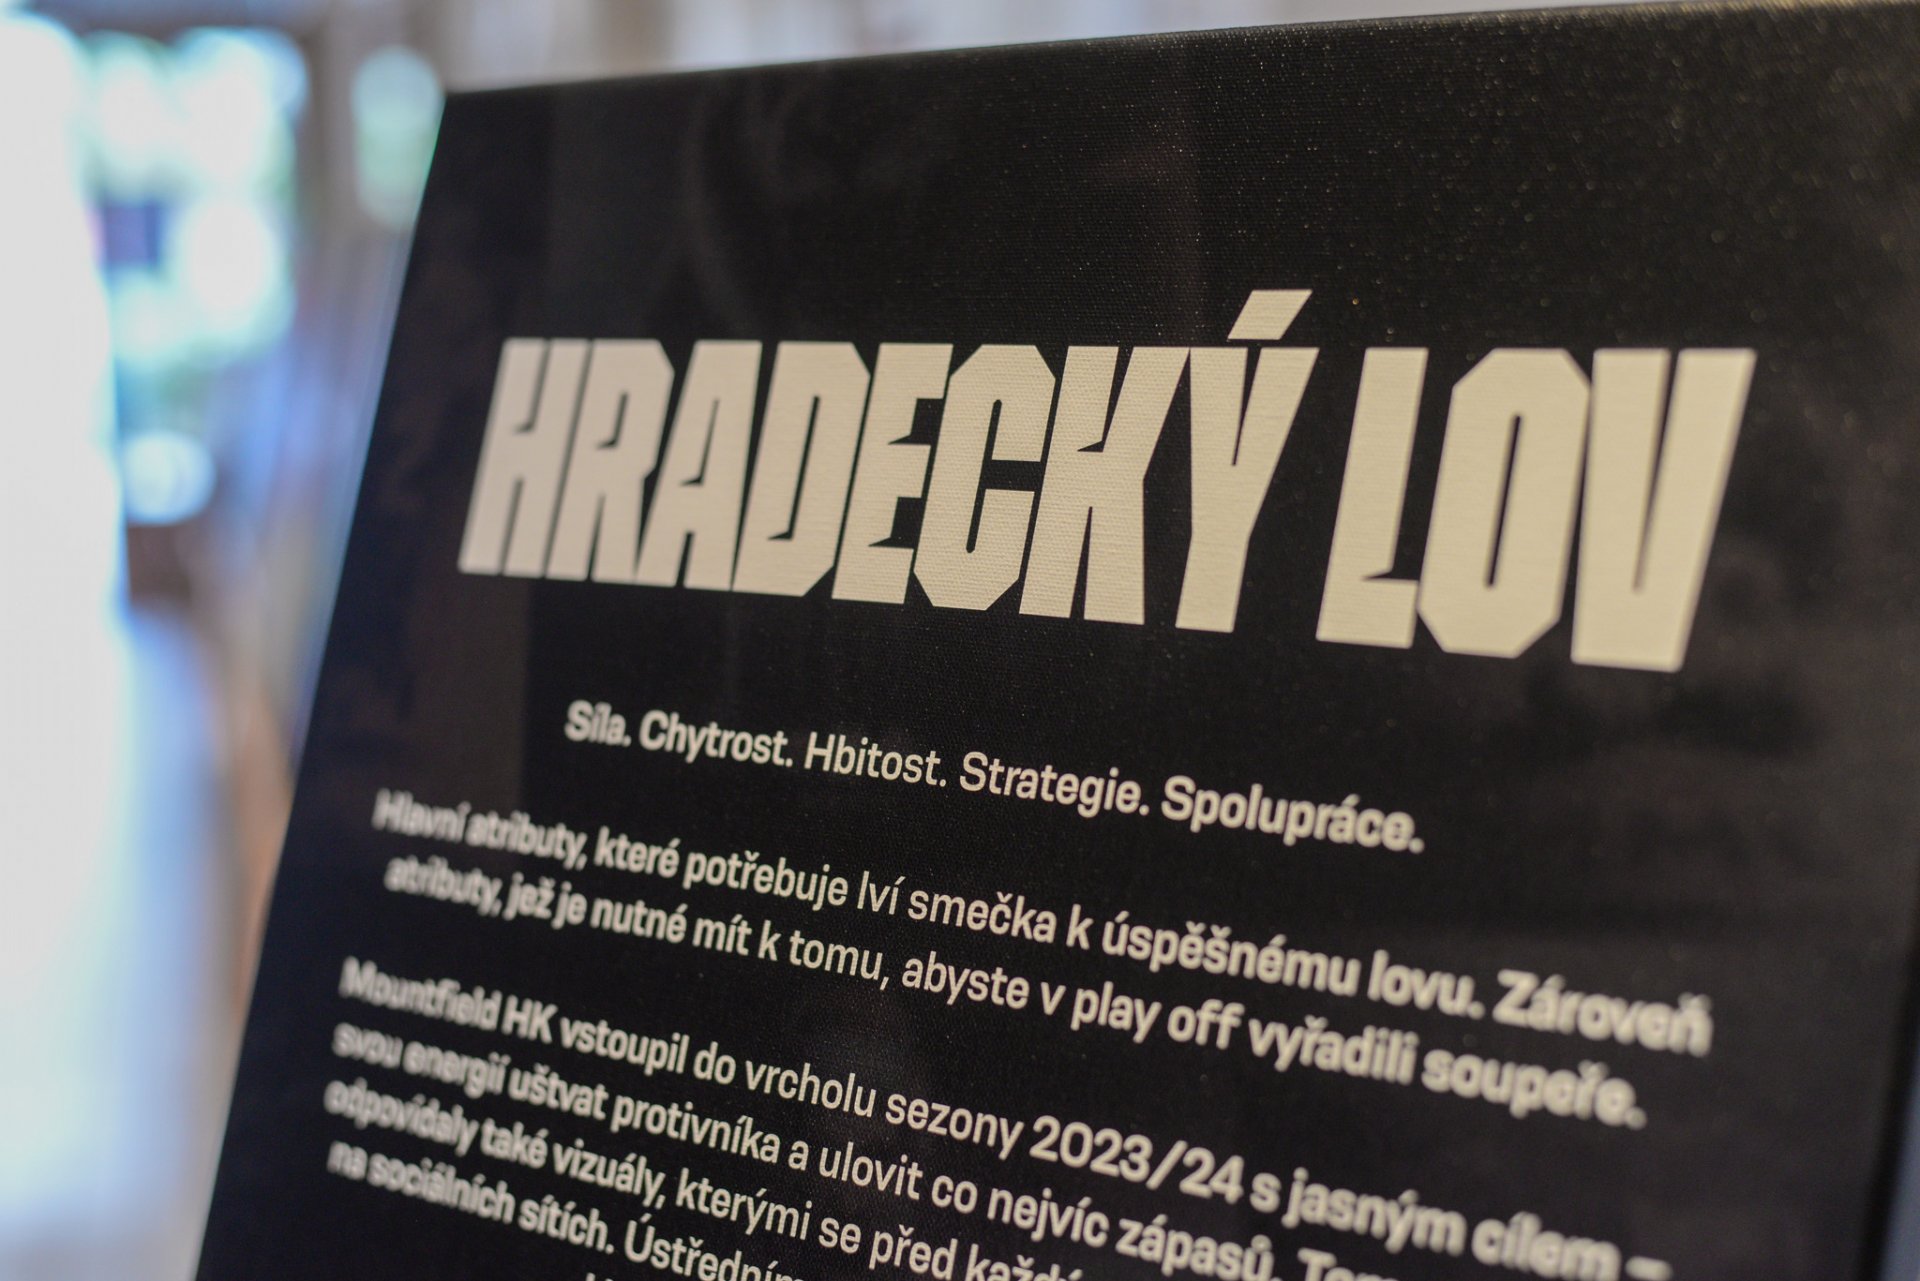 HRADECKÝ LOV
Síla. Chytrost. Hbitost. Strategie. Spolupráce.
Hlavní atributy, které potřebuje lví smečka k úspěšnému lovu. Zároveň
atributy, jež je nutné mít k tomu, abyste v play off vyřadili soupeře.
Mountfield HK vstoupil do vrcholu sezony 2023/24 s jasným cílem –
svou energií uštvat protivníka a ulovit co nejvíc zápasů.
odpovídaly také vizuály, kterými se před
na sociálních sítích.